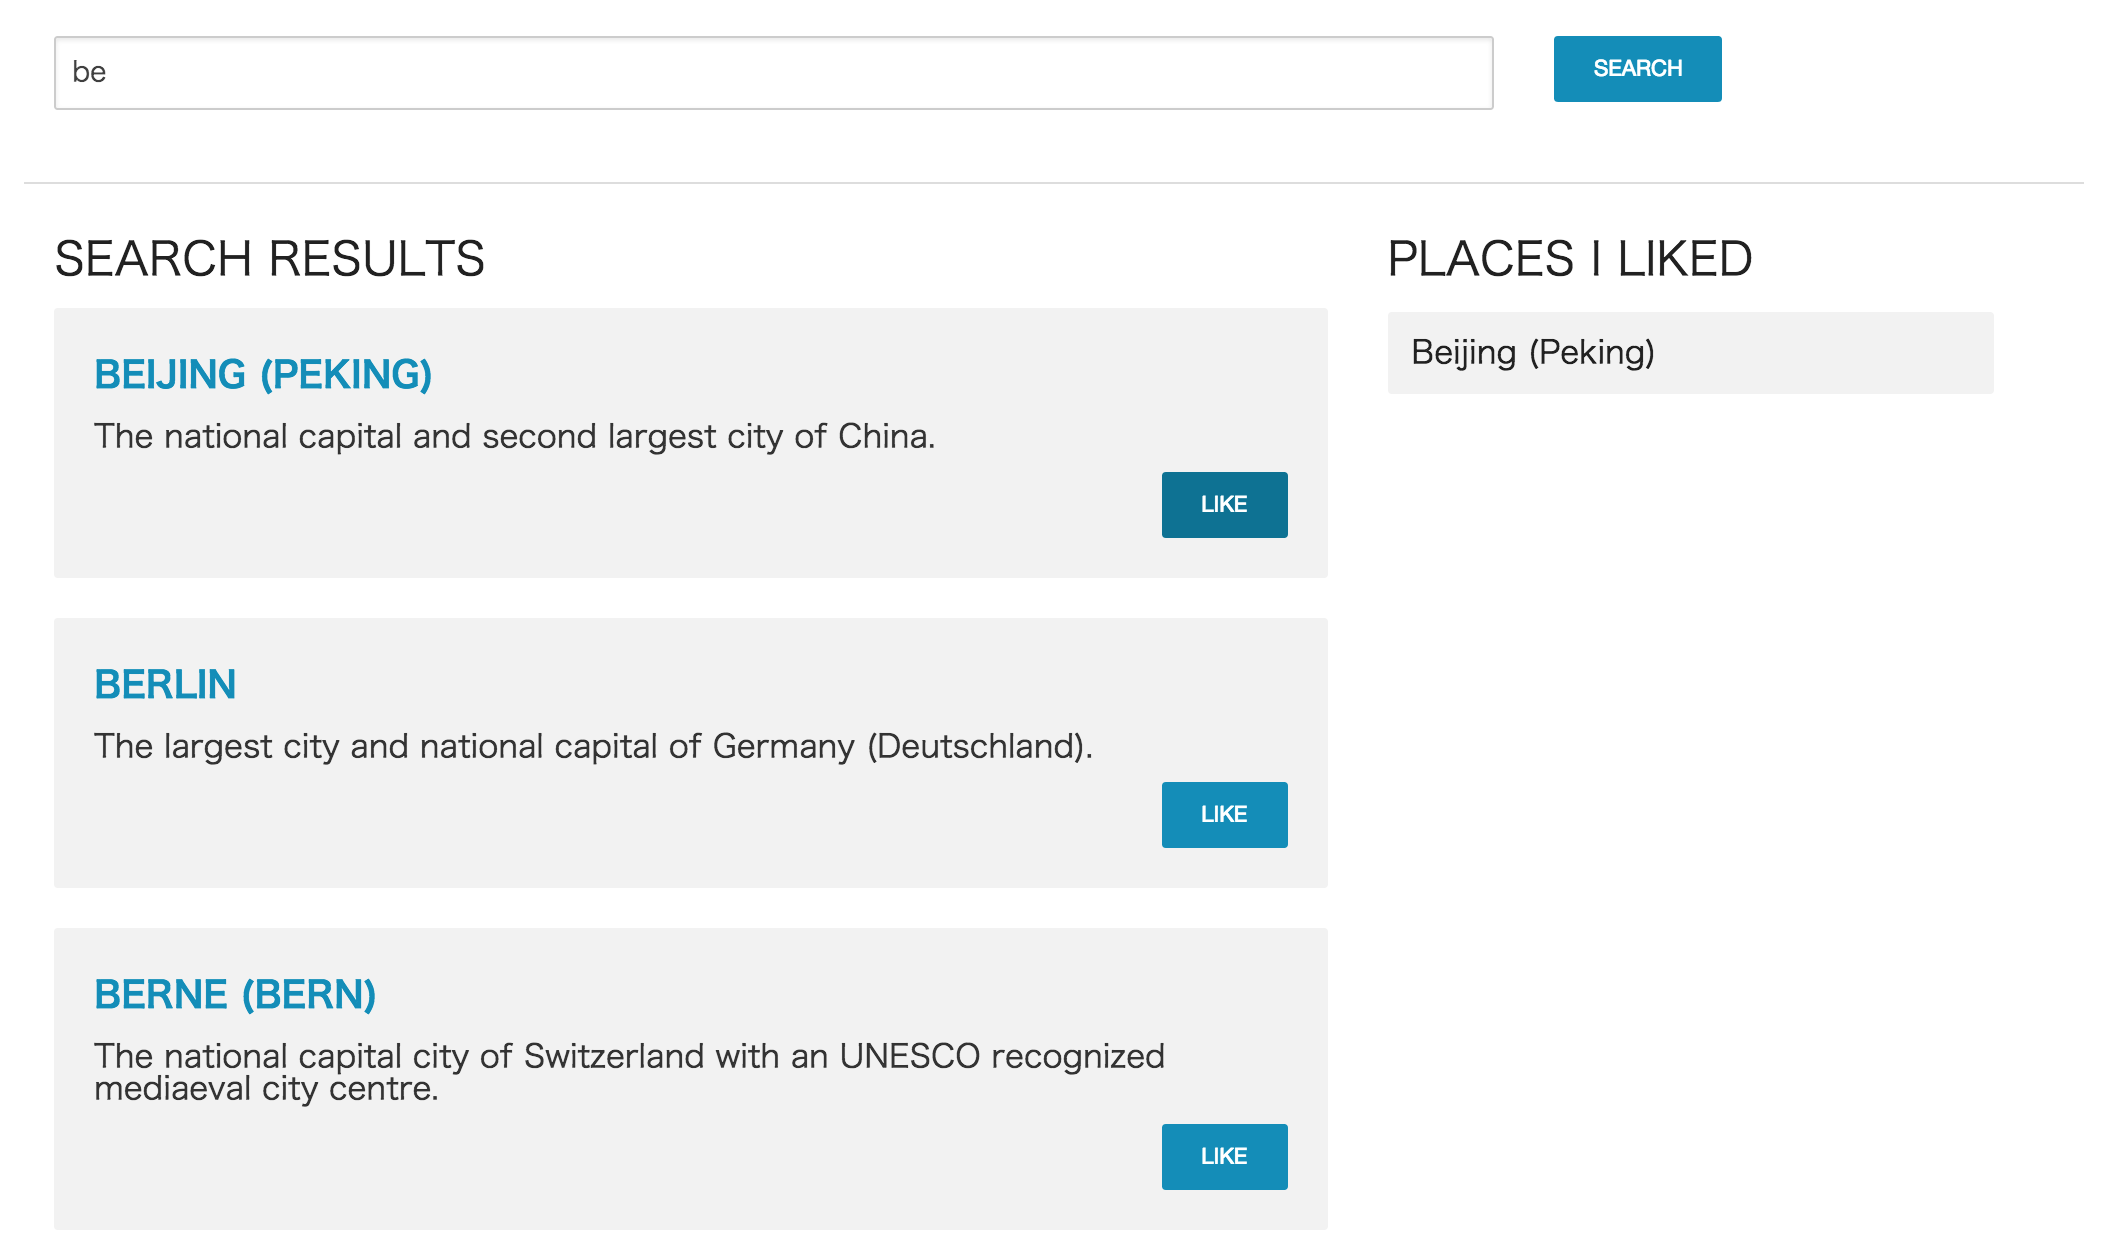 be
SEARCH
SEARCH RESULTS
BEIJING (PEKING)
The national capital and second largest city of China.
LIKE
BERLIN
The largest city and national capital of Germany (Deutschland).
LIKE
BERNE (BERN)
The national capital city of Switzerland with an UNESCO recognized
mediaeval city centre.
LIKE
PLACES I LIKED
Beijing (Peking)